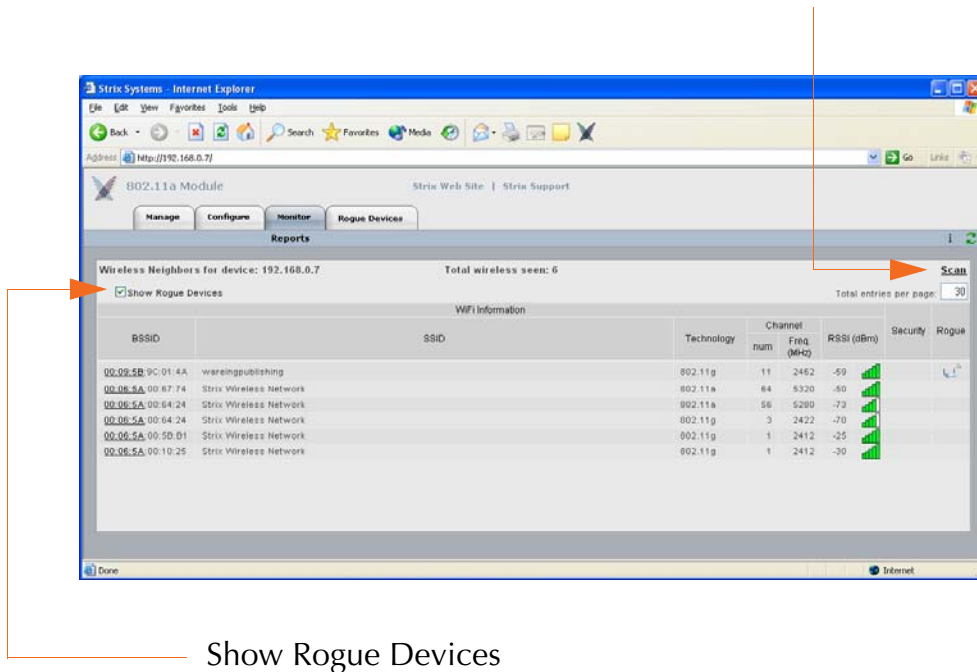 Strix Systems - Internet Explorer
File Edit View Favorites Tools Help
Back Search Favorites Media
Address http://192.168.0.7/ Go Links
802.11a Module Strix Web Site | Strix Support
Manage Configure Monitor Rogue Devices
Reports i
Wireless Neighbors for device: 192.168.0.7 Total wireless seen: 6 Scan
Show Rogue Devices Total entries per page: 30
WiFi Information
BSSID SSID Technology Channel num Freq. (MHz) RSSI (dBm) Security Rogue
00:09:5B:9C:01:4A wareingpublishing 802.11g 11 2462 -59
00:06:5A:00:67:74 Strix Wireless Network 802.11a 64 5320 -50
00:06:5A:00:64:24 Strix Wireless Network 802.11a 56 5280 -73
00:06:5A:00:64:24 Strix Wireless Network 802.11g 3 2422 -70
00:06:5A:00:5D:D1 Strix Wireless Network 802.11g 1 2412 -25
00:06:5A:00:10:25 Strix Wireless Network 802.11g 1 2412 -30
Done Internet
Show Rogue Devices